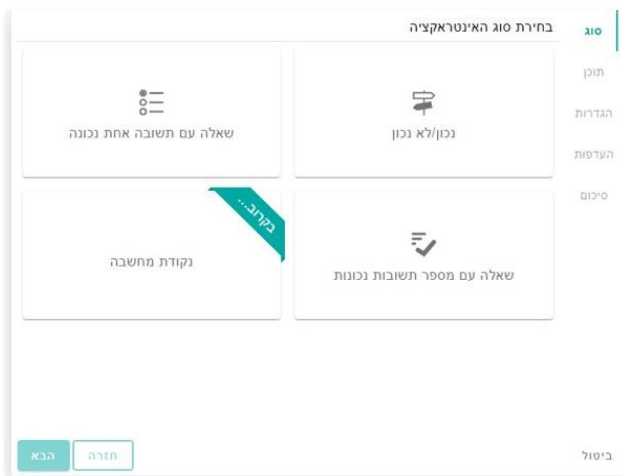 סוג
תוכן
הגדרות
העדפות
סיכום
בחירת סוג האינטראקציה
נכון/לא נכון
שאלה עם תשובה אחת נכונה
שאלה עם מספר תשובות נכונות
נקודת מחשבה
בקרוב...
ביטול
חזרה
הבא